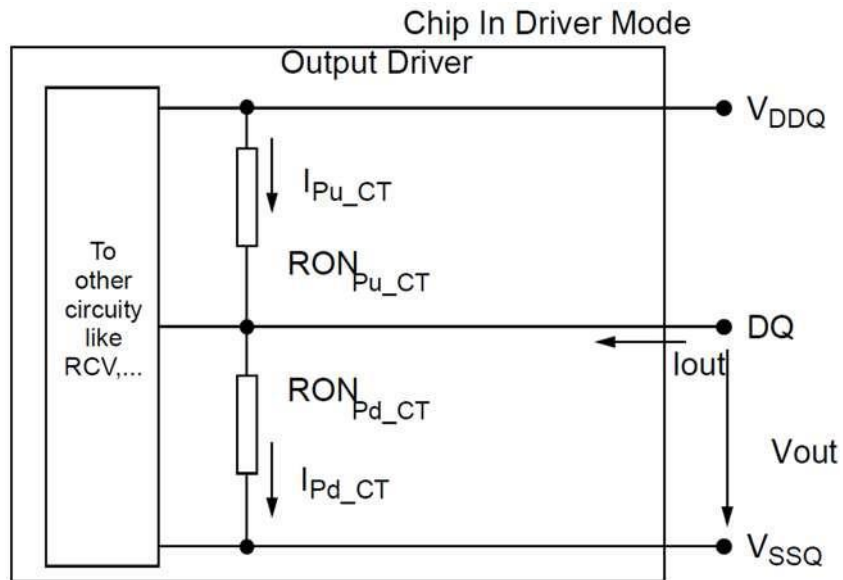 Chip In Driver Mode
Output Driver
VDDQ
IPu_CT
RONPu_CT
To
other
circuity
like
RCV,...
DQ
Iout
RONPd_CT
Vout
IPd_CT
VSSQ